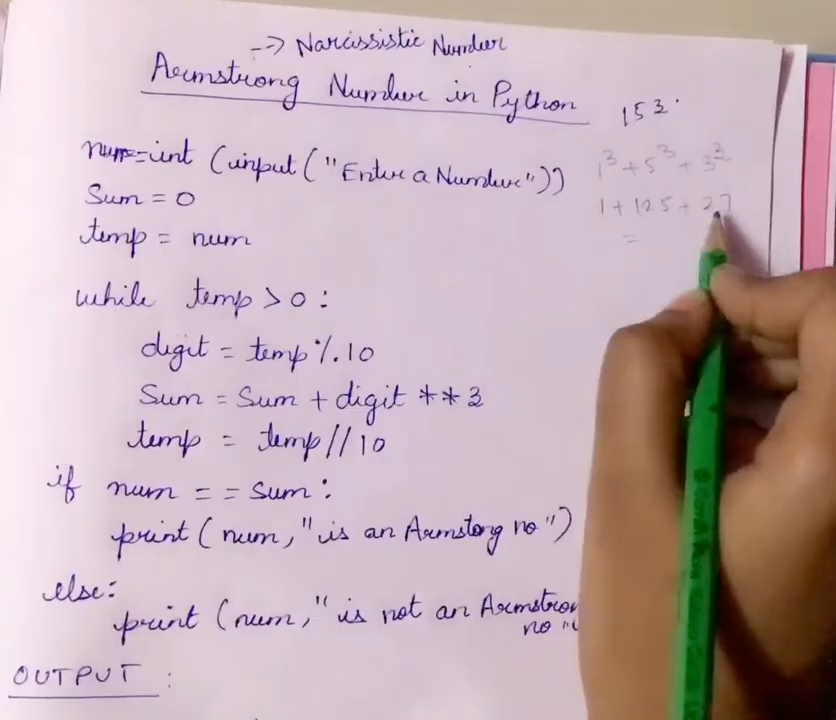 --> Narcissistic Number
Armstrong Number in Python
153.
1³ + 5³ + 3³
1 + 125 + 27
=
num=int (input("Enter a Number"))
Sum = 0
temp = num
while temp > 0 :
digit = temp % 10
Sum = Sum + digit ** 3
temp = temp // 10
if num == sum :
print ( num, "is an Armstong no")
else:
print (num, "is not an Armstron
no "
OUTPUT :